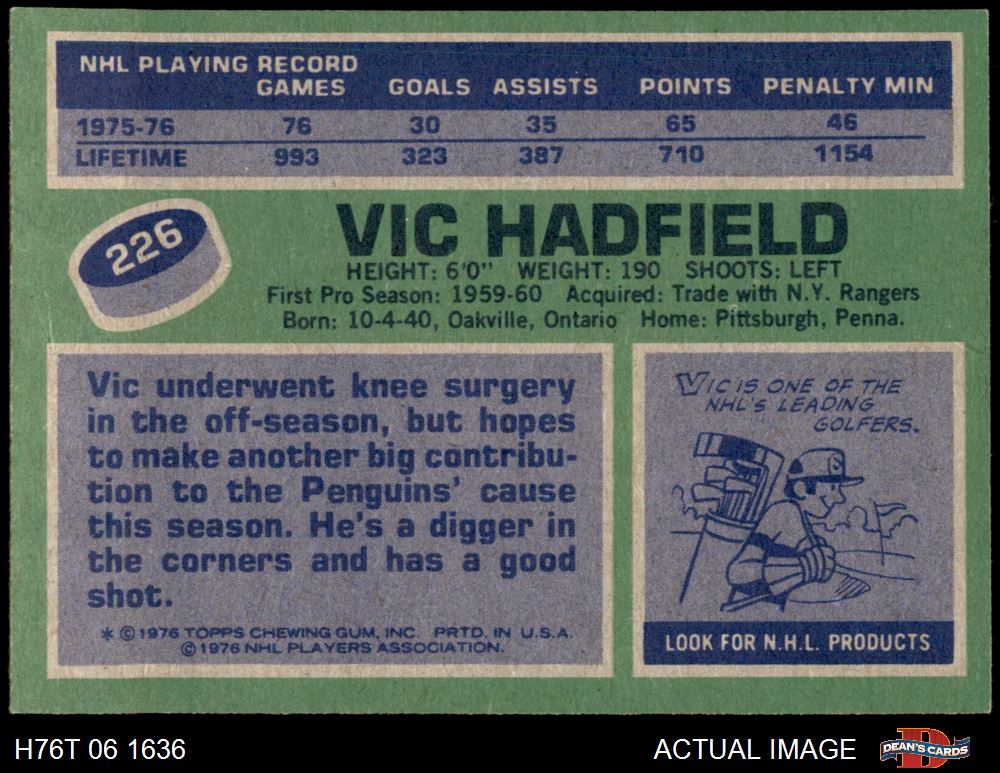 NHL PLAYING RECORD
GAMES GOALS ASSISTS POINTS PENALTY MIN
1975-76 76 30 35 65 46
LIFETIME 993 323 387 710 1154
226
VIC HADFIELD
HEIGHT: 6'0" WEIGHT: 190 SHOOTS: LEFT
First Pro Season: 1959-60 Acquired: Trade with N.Y. Rangers
Born: 10-4-40, Oakville, Ontario Home: Pittsburgh, Penna.
Vic underwent knee surgery
in the off-season, but hopes
to make another big contribu-
tion to the Penguins' cause
this season. He's a digger in
the corners and has a good
shot.
* © 1976 TOPPS CHEWING GUM, INC. PRTD. IN U.S.A.
© 1976 NHL PLAYERS ASSOCIATION.
VIC IS ONE OF THE
NHL'S LEADING
GOLFERS.
LOOK FOR N.H.L. PRODUCTS
H76T 06 1636
ACTUAL IMAGE
DEAN'S CARDS